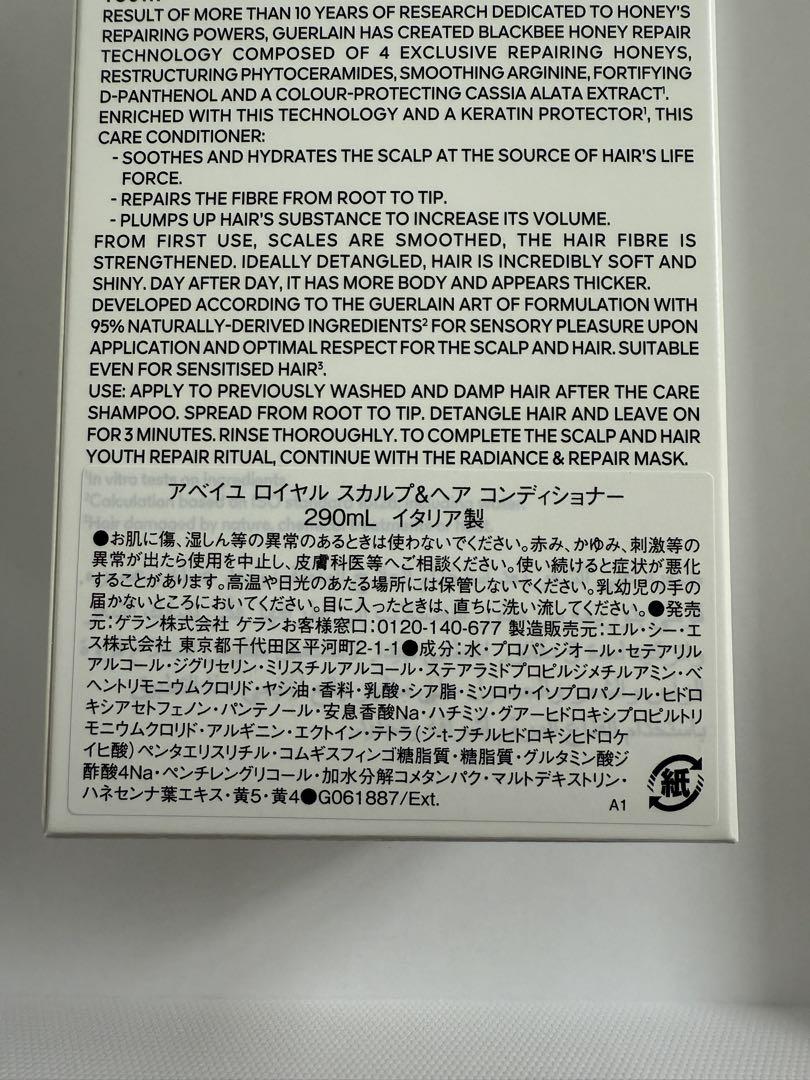 RESULT OF MORE THAN 10 YEARS OF RESEARCH DEDICATED TO HONEY'S
REPAIRING POWERS, GUERLAIN HAS CREATED BLACKBEE HONEY REPAIR
TECHNOLOGY COMPOSED OF 4 EXCLUSIVE REPAIRING HONEYS,
RESTRUCTURING PHYTOCERAMIDES, SMOOTHING ARGININE, FORTIFYING
D-PANTHENOL AND A COLOUR-PROTECTING CASSIA ALATA EXTRACT¹.
ENRICHED WITH THIS TECHNOLOGY AND A KERATIN PROTECTOR¹, THIS
CARE CONDITIONER:
- SOOTHES AND HYDRATES THE SCALP AT THE SOURCE OF HAIR'S LIFE
FORCE.
- REPAIRS THE FIBRE FROM ROOT TO TIP.
- PLUMPS UP HAIR'S SUBSTANCE TO INCREASE ITS VOLUME.
FROM FIRST USE, SCALES ARE SMOOTHED, THE HAIR FIBRE IS
STRENGTHENED. IDEALLY DETANGLED, HAIR IS INCREDIBLY SOFT AND
SHINY. DAY AFTER DAY, IT HAS MORE BODY AND APPEARS THICKER.
DEVELOPED ACCORDING TO THE GUERLAIN ART OF FORMULATION WITH
95% NATURALLY-DERIVED INGREDIENTS² FOR SENSORY PLEASURE UPON
APPLICATION AND OPTIMAL RESPECT FOR THE SCALP AND HAIR. SUITABLE
EVEN FOR SENSITISED HAIR³.
USE: APPLY TO PREVIOUSLY WASHED AND DAMP HAIR AFTER THE CARE
SHAMPOO. SPREAD FROM ROOT TO TIP. DETANGLE HAIR AND LEAVE ON
FOR 3 MINUTES. RINSE THOROUGHLY. TO COMPLETE THE SCALP AND HAIR
YOUTH REPAIR RITUAL, CONTINUE WITH THE RADIANCE & REPAIR MASK.
アベイユ ロイヤル スカルプ&ヘア コンディショナー
290mL イタリア製
●お肌に傷、湿しん等の異常のあるときは使わないでください。赤み、かゆみ、刺激等の
異常が出たら使用を中止し、皮膚科医等へご相談ください。使い続けると症状が悪化
することがあります。高温や日光のあたる場所には保管しないでください。乳幼児の手の
届かないところにおいてください。目に入ったときは、直ちに洗い流してください。●発売
元:ゲラン株式会社 ゲランお客様窓口:0120-140-677 製造販売元:エル・シー・エ
ス株式会社 東京都千代田区平河町2-1-1●成分:水・プロパンジオール・セテアリル
アルコール・ジグリセリン・ミリスチルアルコール・ステアラミドプロピルジメチルアミン・ベ
ヘントリモニウムクロリド・ヤシ油・香料・乳酸・シア脂・ミツロウ・イソプロパノール・ヒドロ
キシアセトフェノン・パンテノール・安息香酸Na・ハチミツ・グアーヒドロキシプロピルトリ
モニウムクロリド・アルギニン・エクトイン・テトラ(ジ-t-ブチルヒドロキシヒドロケ
イヒ酸)ペンタエリスリチル・コムギスフィンゴ糖脂質・糖脂質・グルタミン酸ジ
酢酸4Na・ペンチレングリコール・加水分解コメタンパク・マルトデキストリン・
ハネセンナ葉エキス・黄5・黄4●G061887/Ext.
A1
紙